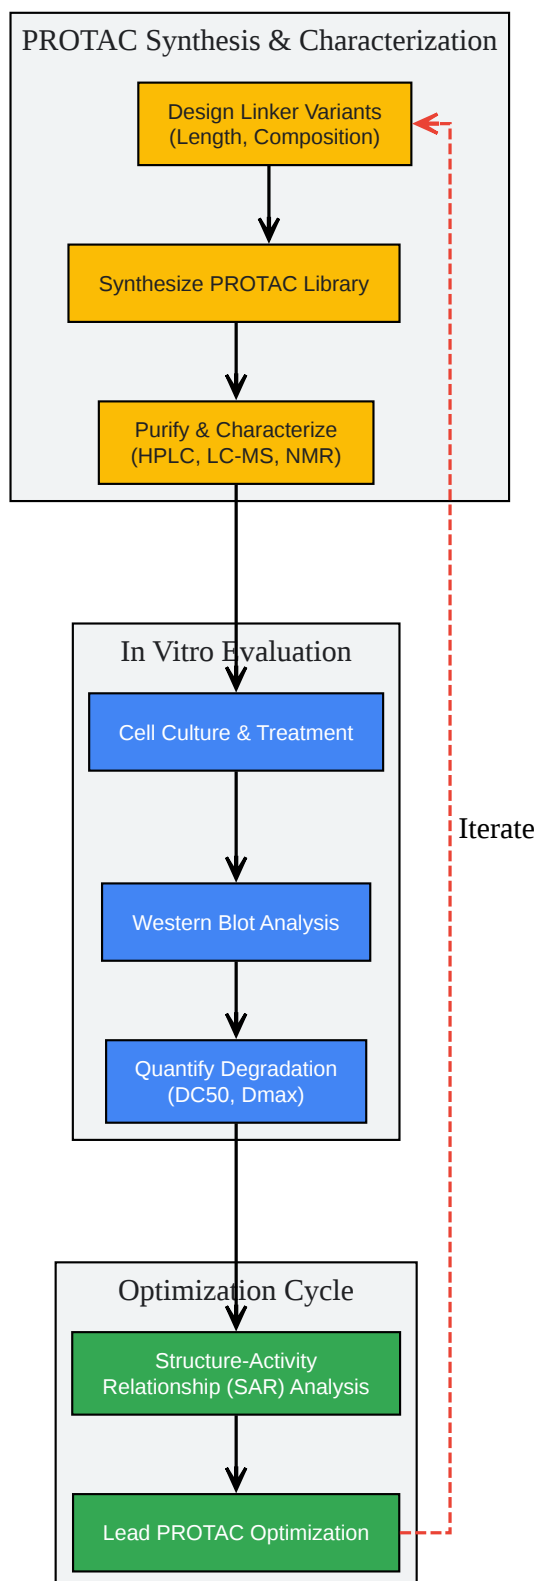 PROTAC Synthesis & Characterization
Design Linker Variants
(Length, Composition)
Synthesize PROTAC Library
Purify & Characterize
(HPLC, LC-MS, NMR)
In Vitro Evaluation
Cell Culture & Treatment
Iterate
Western Blot Analysis
Quantify Degradation
(DC50, Dmax)
Optimization Cycle
Structure-Activity
Relationship (SAR) Analysis
Lead PROTAC Optimization